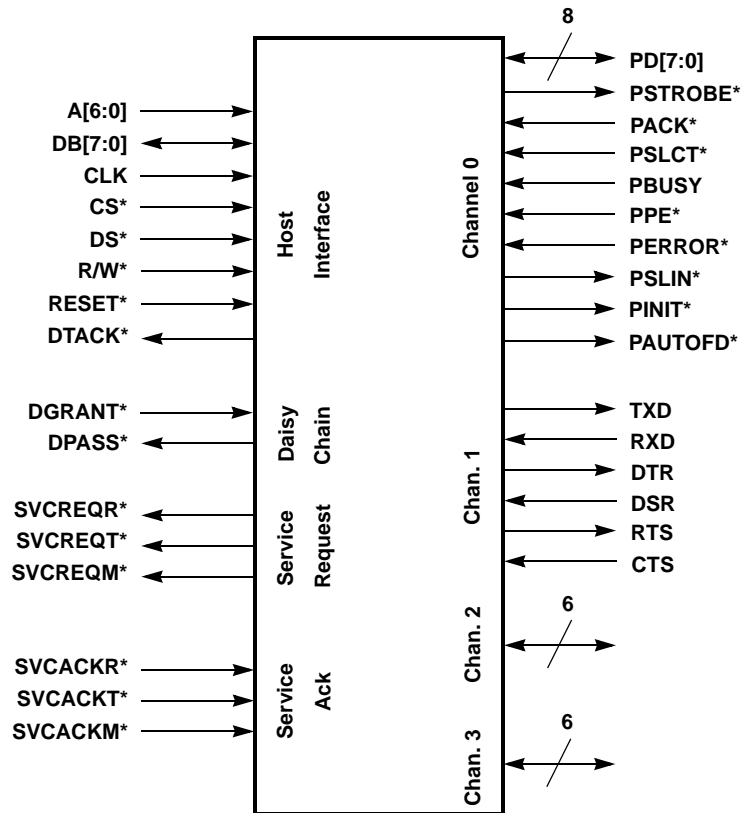 A[6:0]
DB[7:0]
CLK
CS*
DS*
R/W*
RESET*
DTACK*
DGRANT*
DPASS*
SVCREQR*
SVCREQT*
SVCREQM*
SVCACKR*
SVCACKT*
SVCACKM*
Host
Interface
Daisy
Chain
Service
Request
Service
Ack
Channel 0
Chan. 1
Chan. 2
Chan. 3
8
PD[7:0]
PSTROBE*
PACK*
PSLCT*
PBUSY
PPE*
PERROR*
PSLIN*
PINIT*
PAUTOFD*
TXD
RXD
DTR
DSR
RTS
CTS
6
6